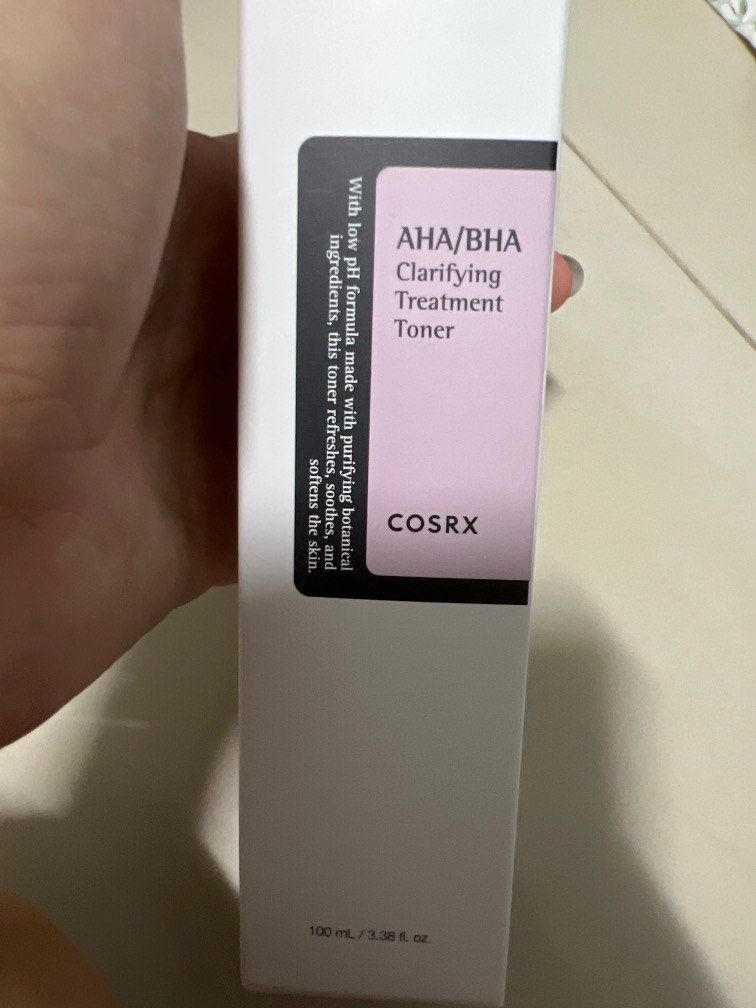 AHA/BHA
Clarifying
Treatment
Toner
COSRX
With low pH formula made with purifying botanical
ingredients, this toner refreshes, soothes, and
softens the skin.
100 mL / 3.38 fl. oz.